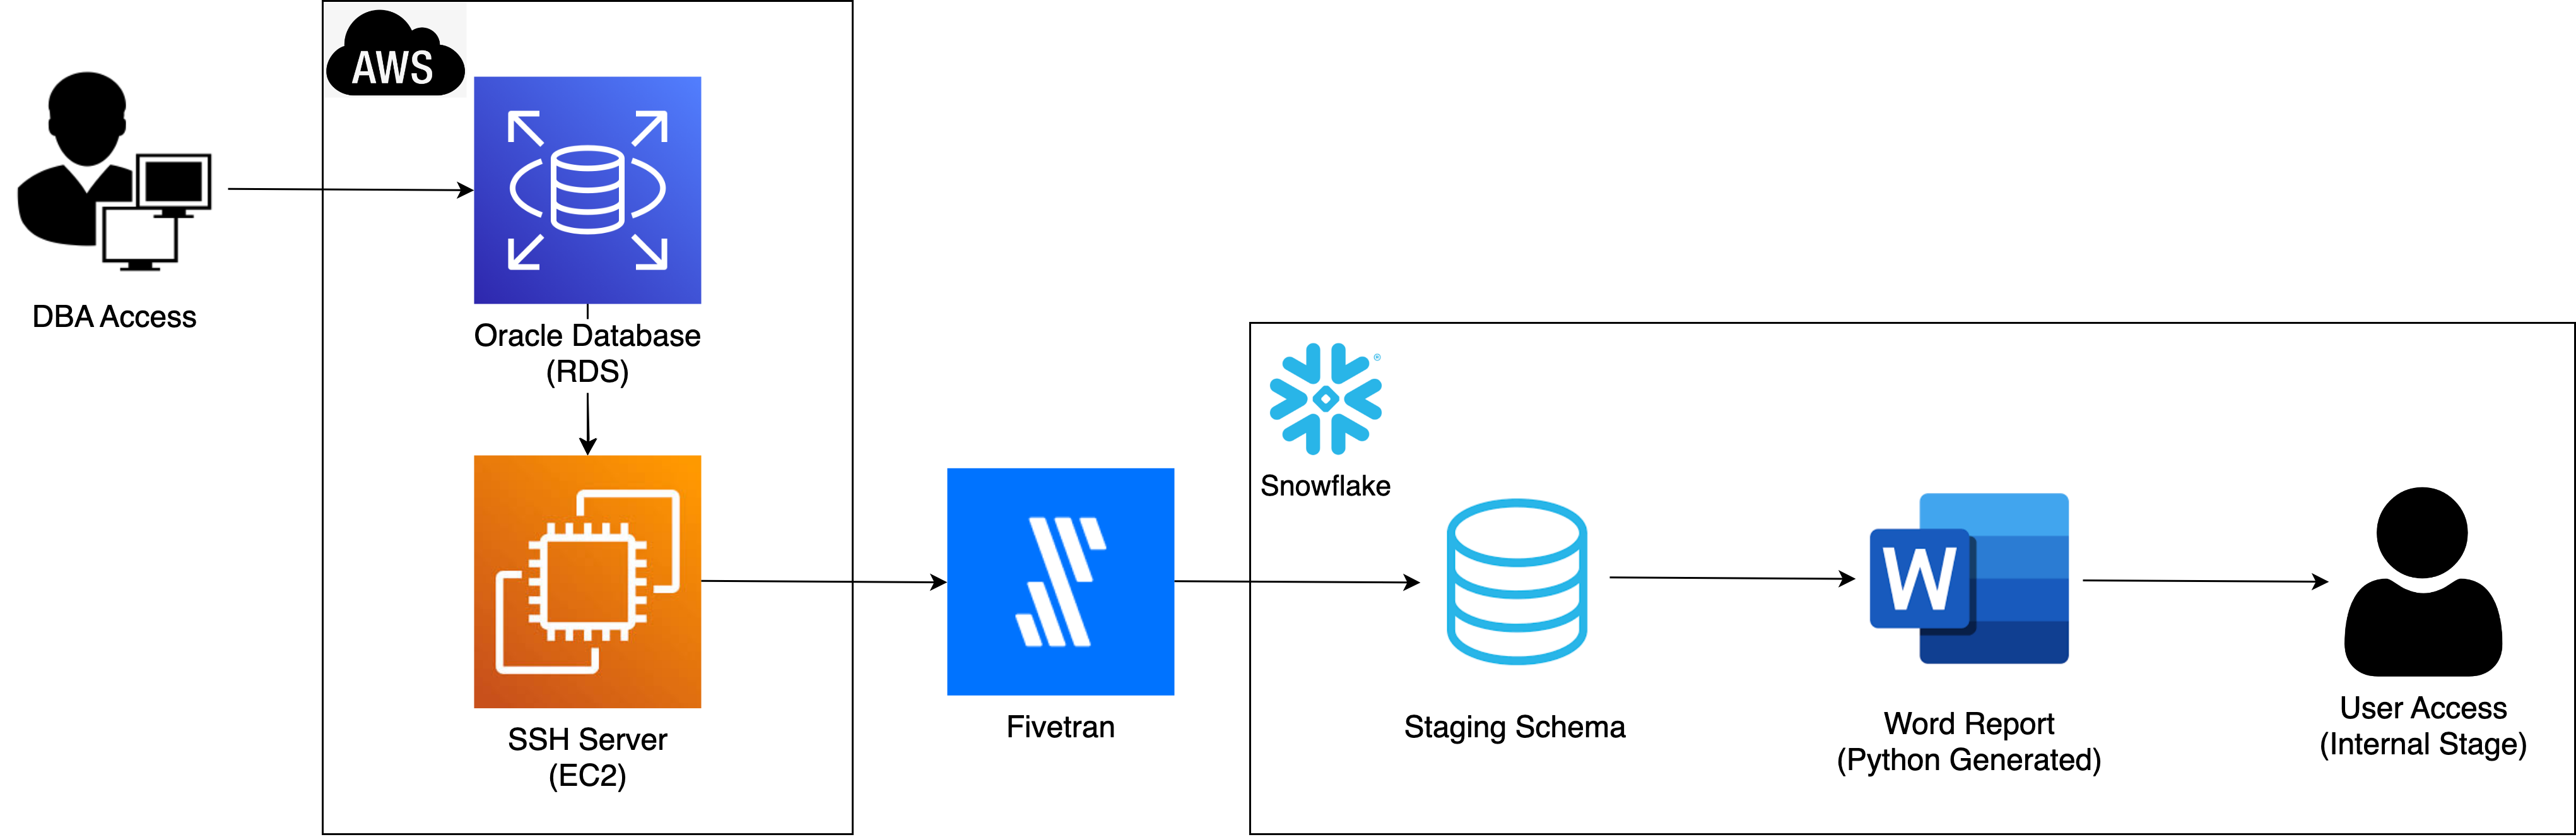 AWS
DBA Access
Oracle Database
(RDS)
Snowflake
®
W
SSH Server
(EC2)
Fivetran
Staging Schema
Word Report
(Python Generated)
User Access
(Internal Stage)